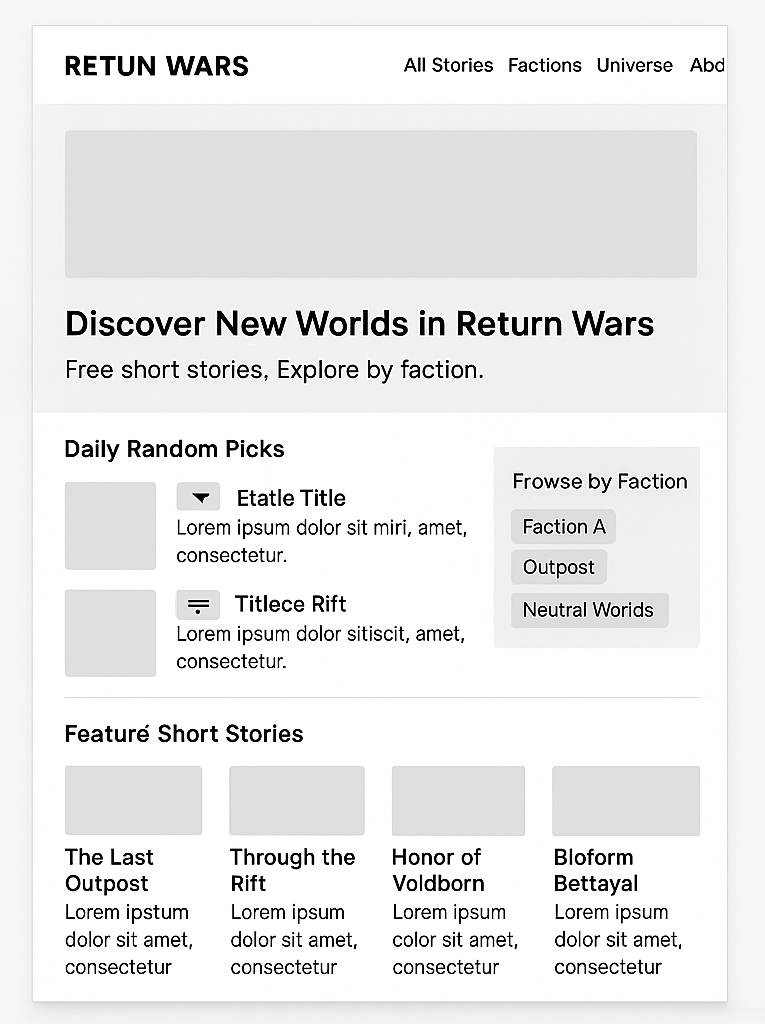 RETUN WARS
All Stories Factions Universe Abd
Discover New Worlds in Return Wars
Free short stories, Explore by faction.
Daily Random Picks
Etatle Title
Lorem ipsum dolor sit miri, amet,
consectetur.
Titlece Rift
Lorem ipsum dolor sitiscit, amet,
consectetur.
Frowse by Faction
Faction A
Outpost
Neutral Worids
Featuré Short Stories
The Last
Outpost
Lorem ipstum
dolor sit amet,
consectetur
Through the
Rift
Lorem ipsum
dolor sit amet,
consectetur
Honor of
Voldborn
Lorem ipsum
color sit amet,
consectetur
Bloform
Bettayal
Lorem ipsum
dolor sit amet,
consectetur